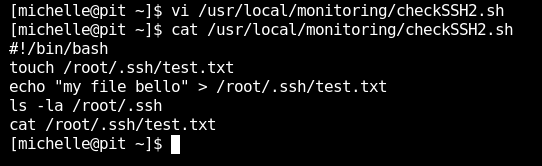 [michelle@pit ~]$ vi /usr/local/monitoring/checkSSH2.sh
[michelle@pit ~]$ cat /usr/local/monitoring/checkSSH2.sh
#!/bin/bash
touch /root/.ssh/test.txt
echo "my file bello" > /root/.ssh/test.txt
ls -la /root/.ssh
cat /root/.ssh/test.txt
[michelle@pit ~]$